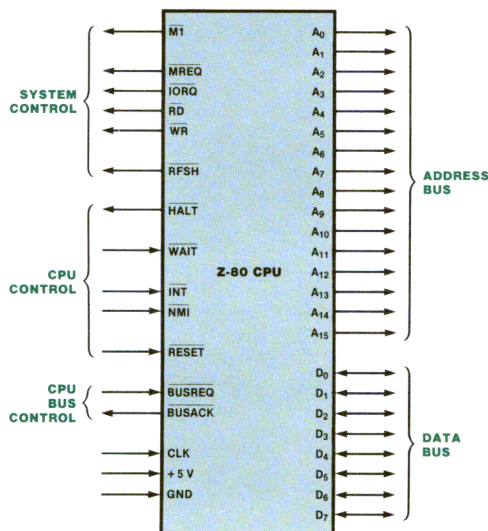 SYSTEM
CONTROL
M1
MREQ
IORQ
RD
WR
RFSH
CPU
CONTROL
HALT
WAIT
INT
NMI
RESET
CPU
BUS
CONTROL
BUSREQ
BUSACK
CLK
+5 V
GND
Z-80 CPU
A0
A1
A2
A3
A4
A5
A6
A7
A8
A9
A10
A11
A12
A13
A14
A15
ADDRESS
BUS
D0
D1
D2
D3
D4
D5
D6
D7
DATA
BUS